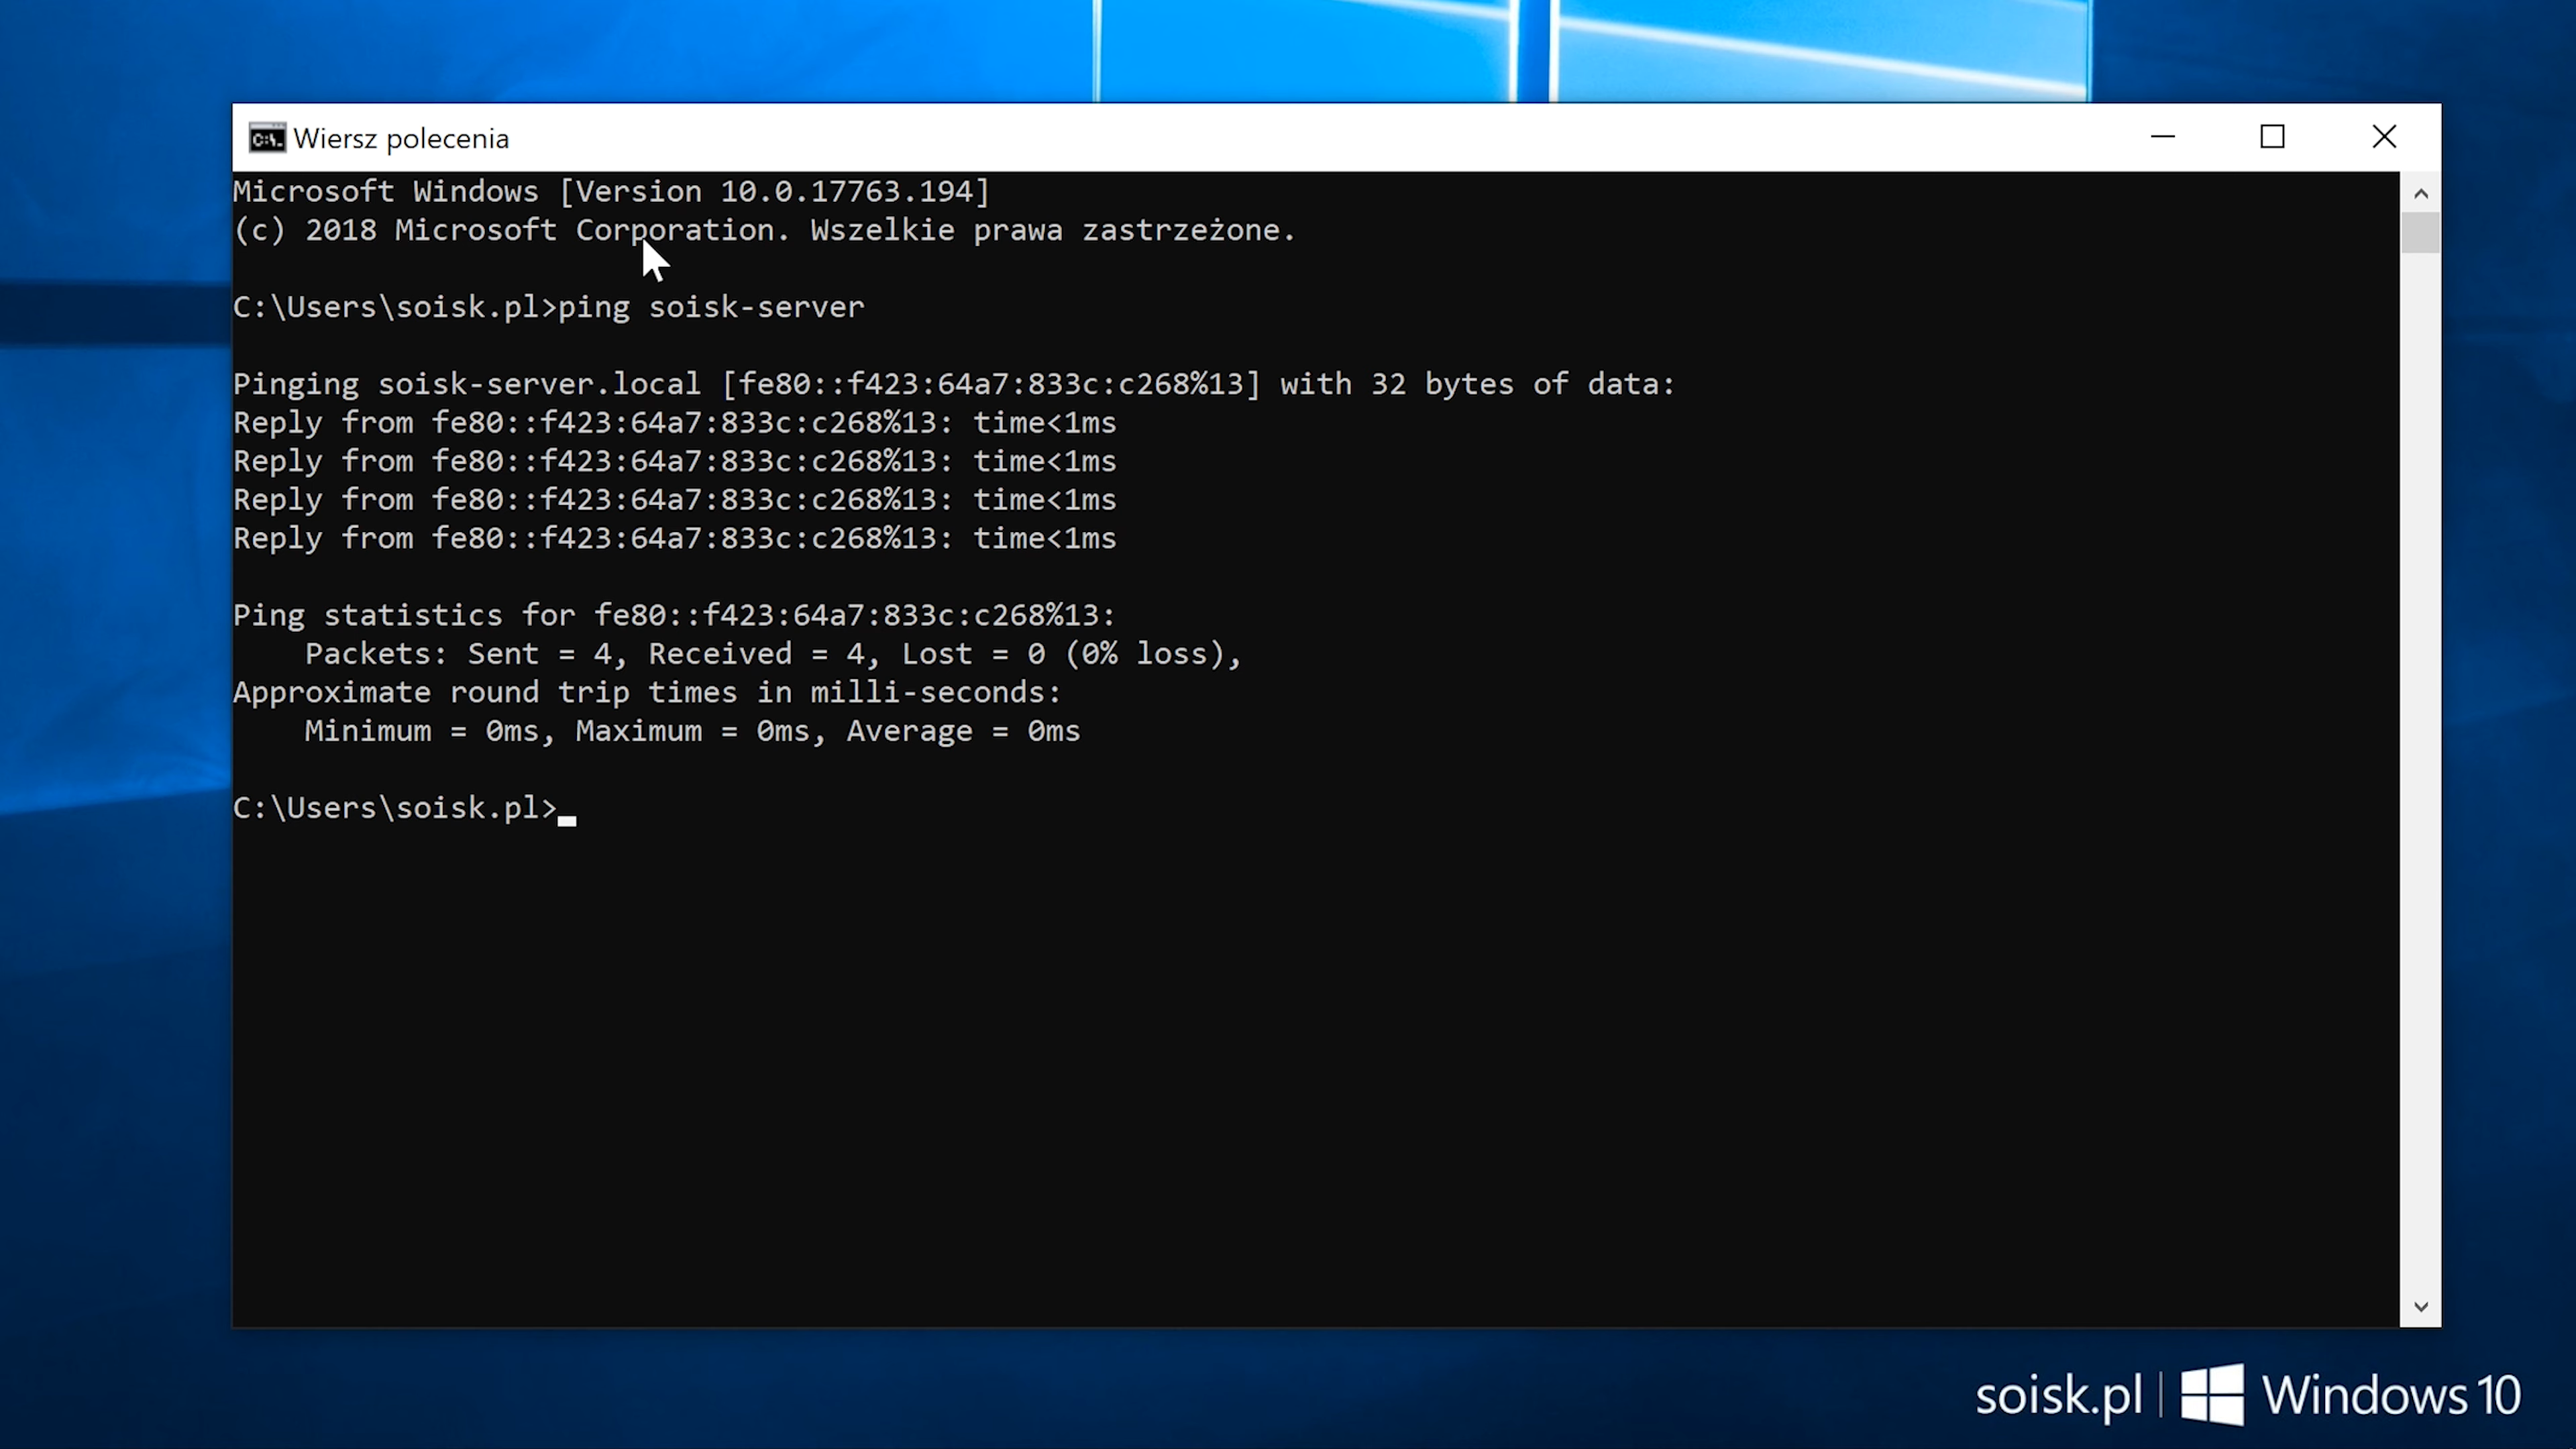 Wiersz polecenia
Microsoft Windows [Version 10.0.17763.194]
(c) 2018 Microsoft Corporation. Wszelkie prawa zastrzeżone.
C:\Users\soisk.pl>ping soisk-server
Pinging soisk-server.local [fe80::f423:64a7:833c:c268%13] with 32 bytes of data:
Reply from fe80::f423:64a7:833c:c268%13: time<1ms
Reply from fe80::f423:64a7:833c:c268%13: time<1ms
Reply from fe80::f423:64a7:833c:c268%13: time<1ms
Reply from fe80::f423:64a7:833c:c268%13: time<1ms
Ping statistics for fe80::f423:64a7:833c:c268%13:
    Packets: Sent = 4, Received = 4, Lost = 0 (0% loss),
Approximate round trip times in milli-seconds:
    Minimum = 0ms, Maximum = 0ms, Average = 0ms
C:\Users\soisk.pl>
soisk.pl | Windows 10